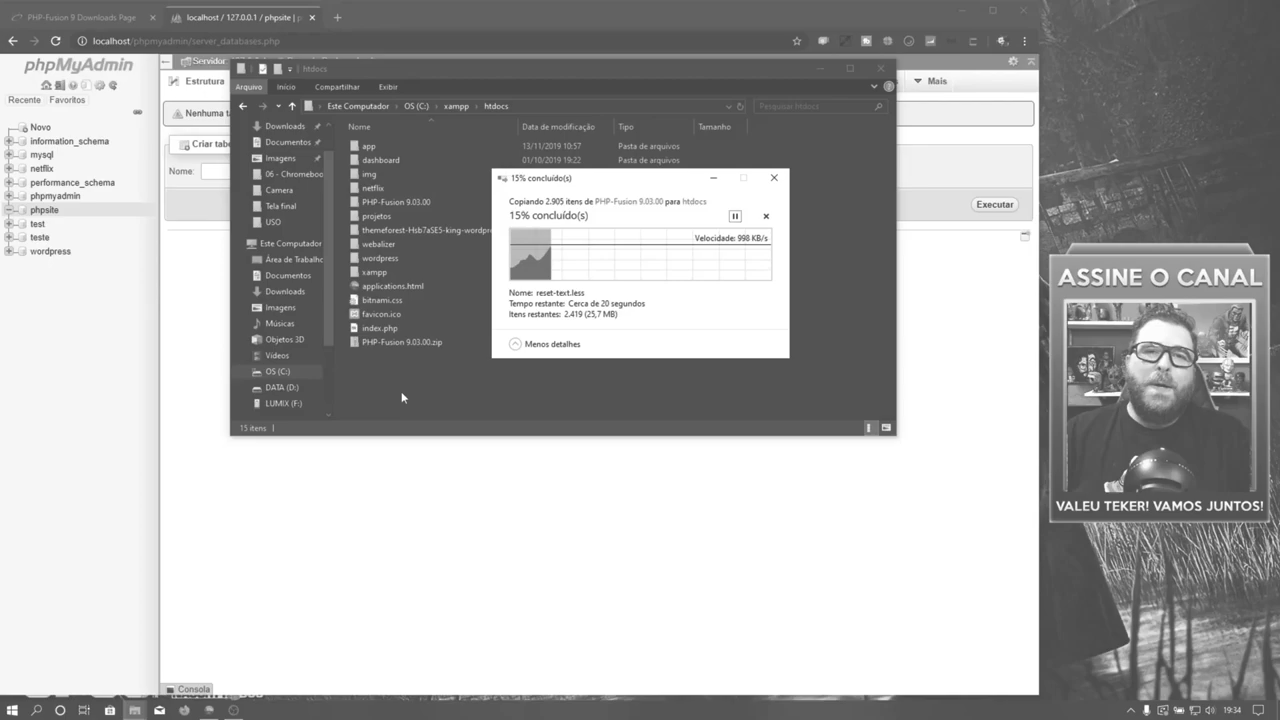 PHP-Fusion 9 Downloads Page
localhost / 127.0.0.1 / phpsite | p
localhost/phpmyadmin/server_databases.php
phpMyAdmin
Recente
Favoritos
Novo
information_schema
mysql
netflix
performance_schema
phpmyadmin
phpsite
test
teste
wordpress
Servidor
Estrutura
Mais
Nenhuma ta
Criar tabe
Nome:
Executar
Consola
htdocs
Arquivo
Início
Compartilhar
Exibir
Este Computador
OS (C:)
xampp
htdocs
Pesquisar htdocs
Downloads
Documentos
Imagens
06 - Chromeboo
Camera
Tela final
USO
Este Computador
Área de Trabalho
Documentos
Downloads
Imagens
Músicas
Objetos 3D
Vídeos
OS (C:)
DATA (D:)
LUMIX (F:)
Nome
Data de modificação
Tipo
Tamanho
app
13/11/2019 10:57
Pasta de arquivos
dashboard
01/10/2019 19:22
Pasta de arquivos
img
netflix
PHP-Fusion 9.03.00
projetos
themeforest-Hsb7aSE5-king-wordpr
webalizer
wordpress
xampp
applications.html
bitnami.css
favicon.ico
index.php
PHP-Fusion 9.03.00.zip
15 itens
15% concluído(s)
Copiando 2.905 itens de PHP-Fusion 9.03.00 para htdocs
15% concluído(s)
Velocidade: 998 KB/s
Nome: reset-text.less
Tempo restante: Cerca de 20 segundos
Itens restantes: 2.419 (25,7 MB)
Menos detalhes
ASSINE O CANAL
VALEU TEKER! VAMOS JUNTOS!
19:34